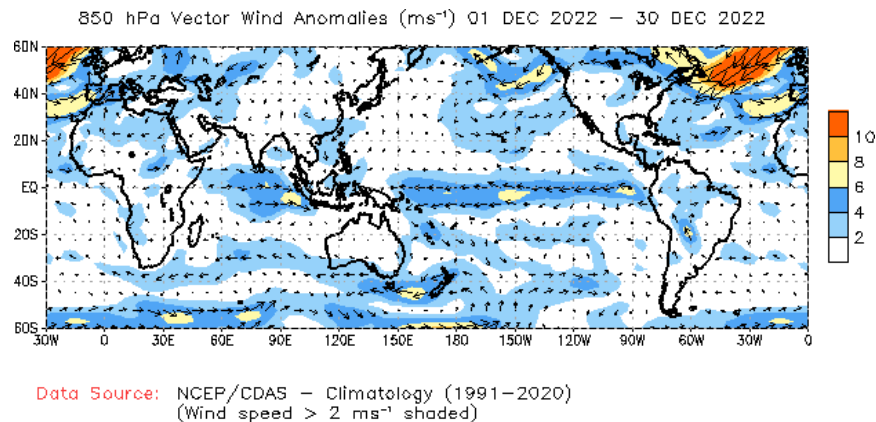 850 hPa Vector Wind Anomalies (ms⁻¹) 01 DEC 2022 – 30 DEC 2022
60N
40N
20N
EQ
20S
40S
60S
30W 0 30E 60E 90E 120E 150E 180 150W 120W 90W 60W 30W 0
10
8
6
4
2
Data Source: NCEP/CDAS – Climatology (1991–2020)
(Wind speed > 2 ms⁻¹ shaded)